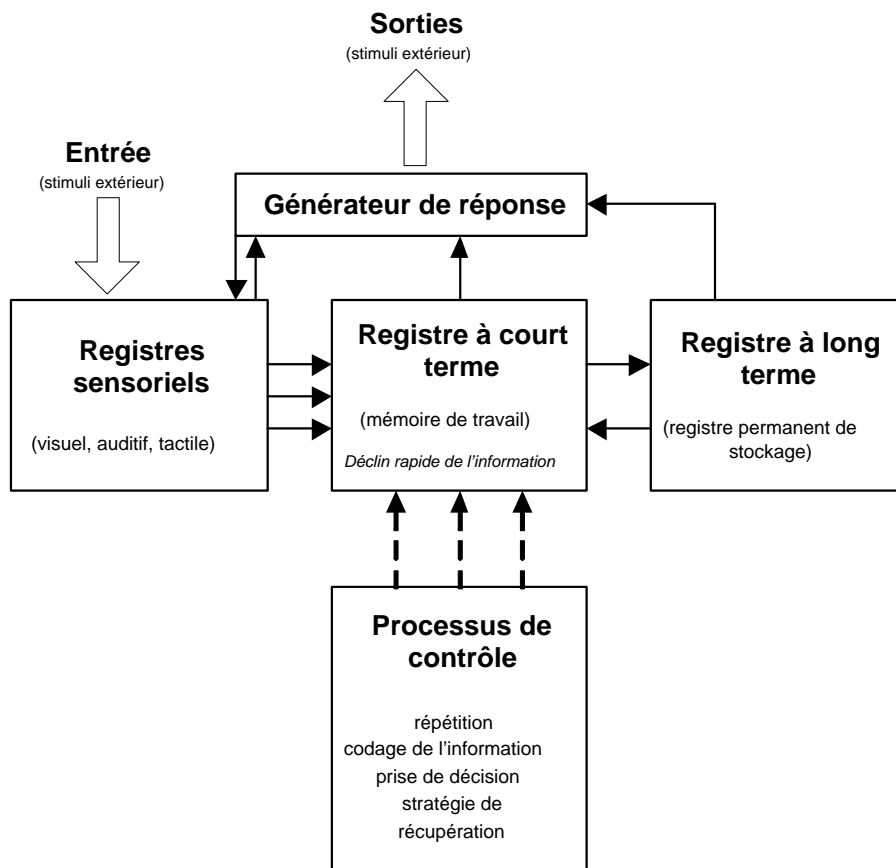 Sorties
(stimuli extérieur)
Entrée
(stimuli extérieur)
Générateur de réponse
Registres
sensoriels
(visuel, auditif, tactile)
Registre à court
terme
(mémoire de travail)
Déclin rapide de l'information
Registre à long
terme
(registre permanent de
stockage)
Processus de
contrôle
répétition
codage de l'information
prise de décision
stratégie de
récupération